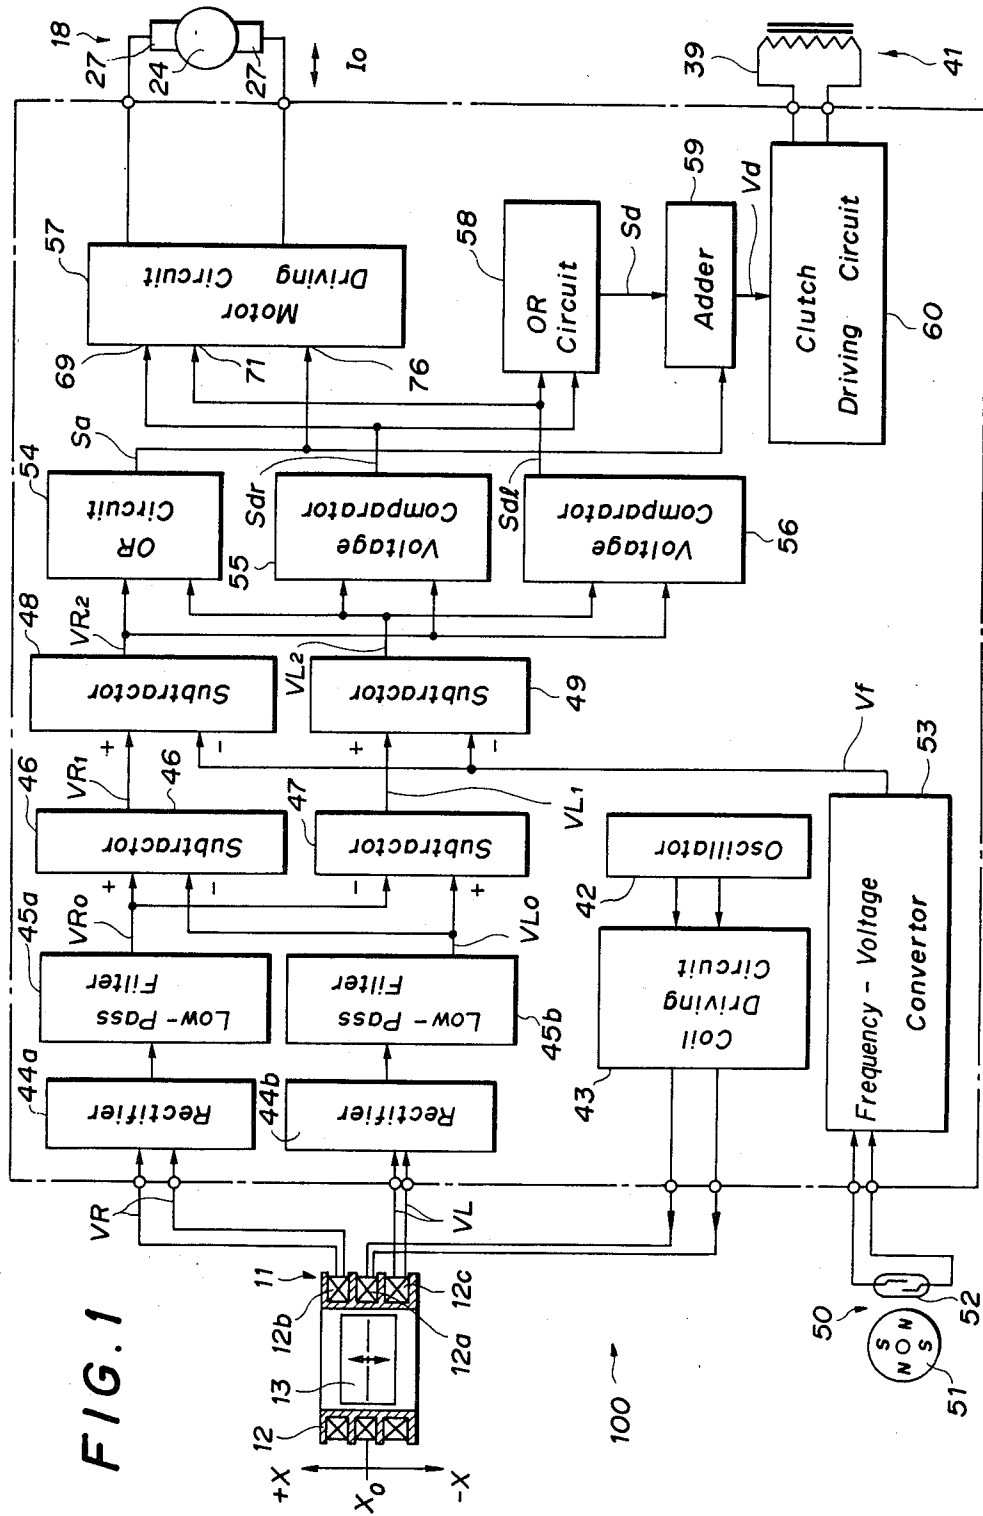 FIG. 1
100
+X
X0
-X
12
13
12b
11
12a
12c
VR
VL
44a
Rectifier
44b
Rectifier
45a
Low-Pass
Filter
45b
Low-Pass
Filter
VR0
VL0
46
Subtractor
46
+
-
47
Subtractor
-
+
VR1
VL1
48
Subtractor
+
-
49
Subtractor
+
-
VR2
VL2
54
OR
Circuit
Sa
55
Voltage
Comparator
Sdr
56
Voltage
Comparator
Sdl
57
Motor
Driving
Circuit
69
71
76
27
24
27
18
Io
58
OR
Circuit
Sd
59
Adder
Vd
60
Clutch
Driving Circuit
39
41
42
Oscillator
43
Coil
Driving
Circuit
53
Frequency-Voltage
Convertor
Vf
50
51
52
N
S
N
S